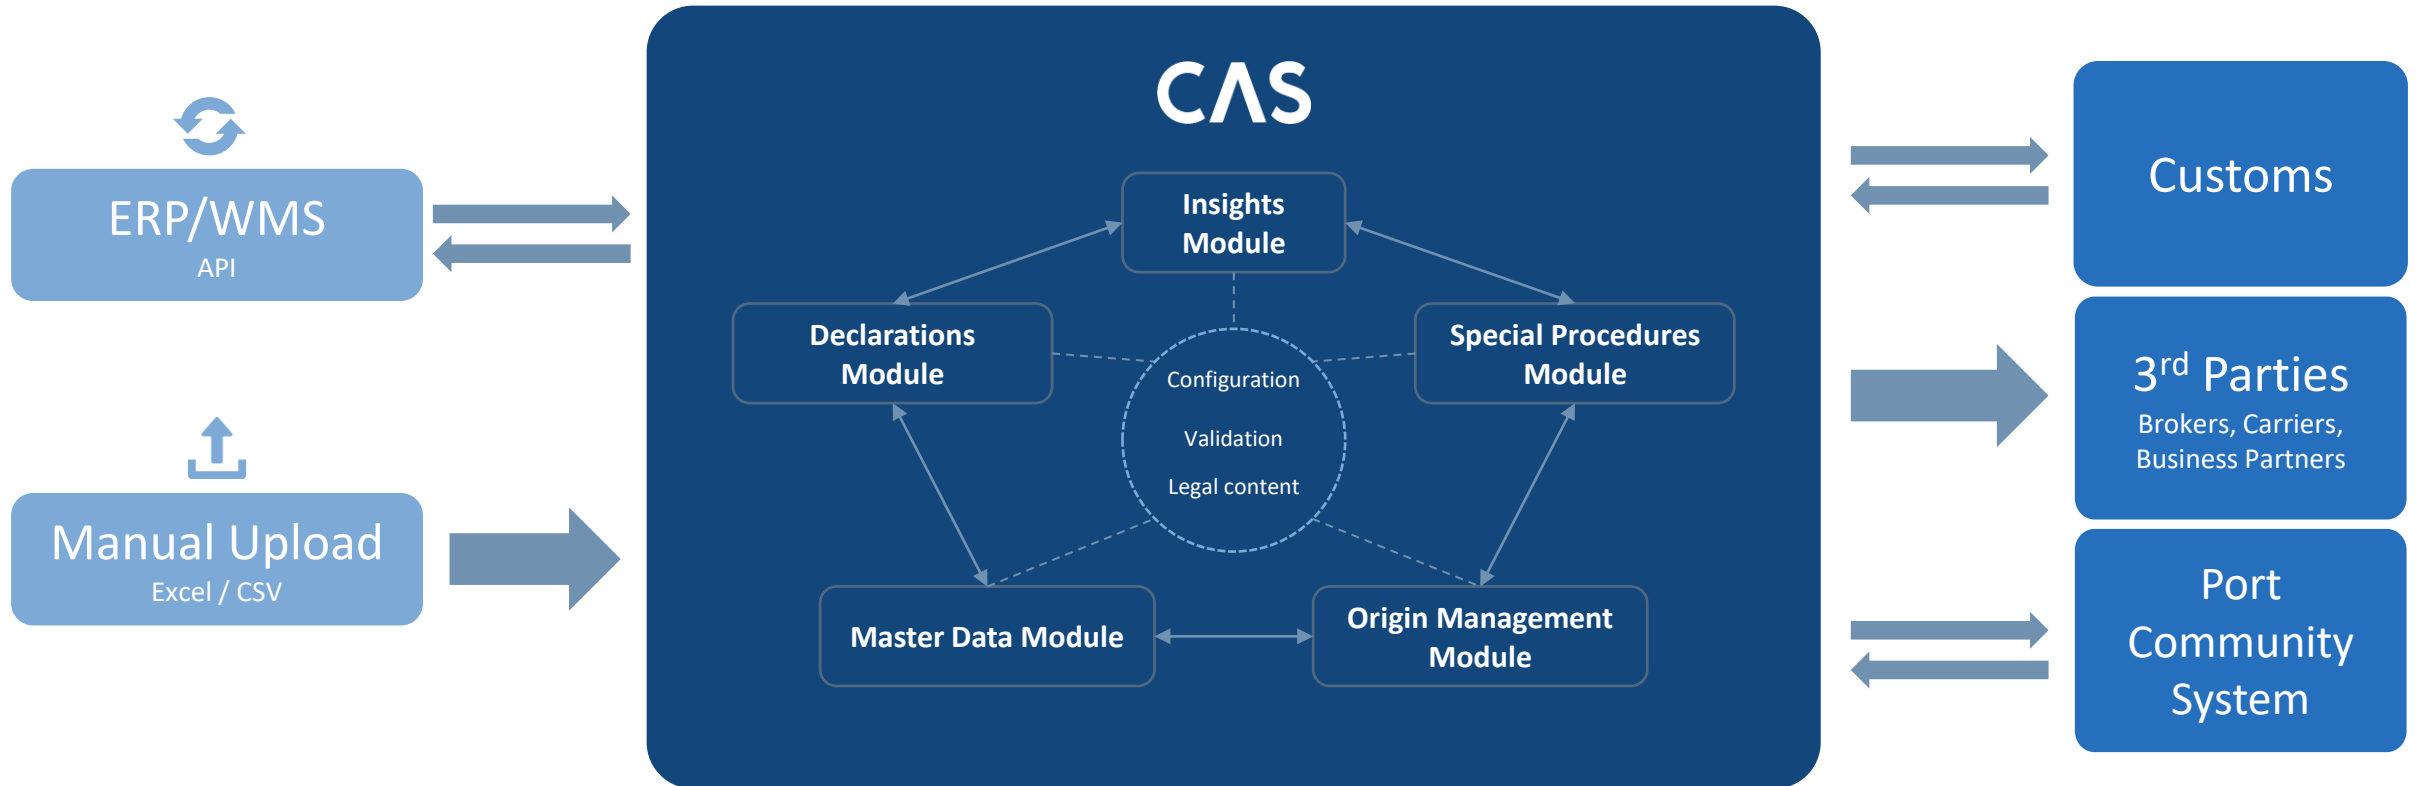 CAS
ERP/WMS
API
Manual Upload
Excel / CSV
Insights
Module
Declarations
Module
Special Procedures
Module
Configuration
Validation
Legal content
Master Data Module
Origin Management
Module
Customs
3rd Parties
Brokers, Carriers,
Business Partners
Port
Community
System